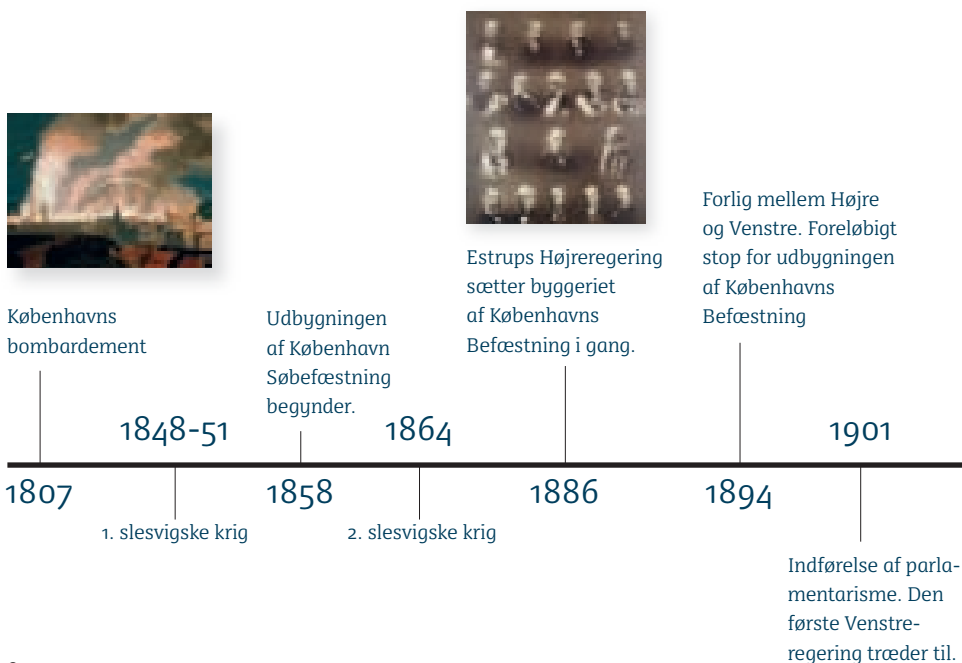 Københavns
bombardement
1807
1848-51
1. slesvigske krig
Udbygningen
af København
Søbefæstning
begynder.
1858
1864
2. slesvigske krig
Estrups Højreregering
sætter byggeriet
af Københavns
Befæstning i gang.
1886
Forlig mellem Højre
og Venstre. Foreløbigt
stop for udbygningen
af Københavns
Befæstning
1894
1901
Indførelse af parla-
mentarisme. Den
første Venstre-
regering træder til.